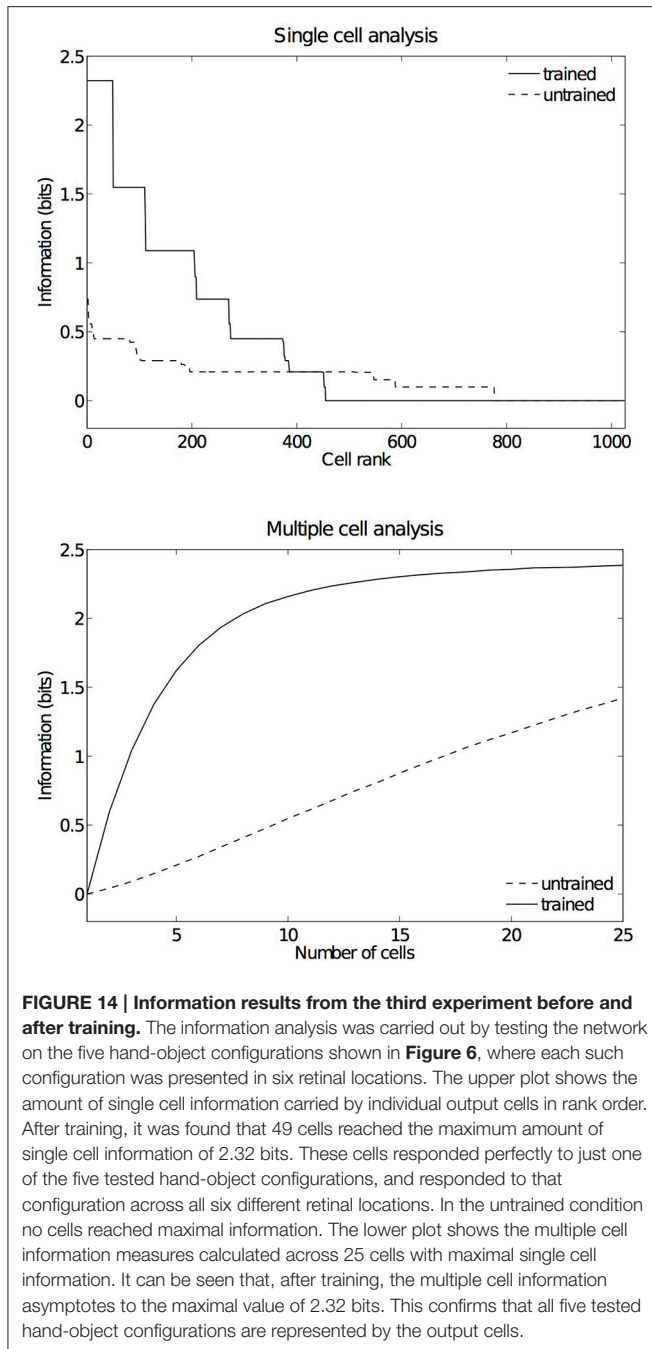 Single cell analysis
2.5
trained
untrained
2
1.5
Information (bits)
1
0.5
0
0 200 400 600 800 1000
Cell rank
Multiple cell analysis
2.5
2
1.5
Information (bits)
1
0.5
0
untrained
trained
5 10 15 20 25
Number of cells
FIGURE 14 | Information results from the third experiment before and
after training. The information analysis was carried out by testing the network
on the five hand-object configurations shown in Figure 6, where each such
configuration was presented in six retinal locations. The upper plot shows the
amount of single cell information carried by individual output cells in rank order.
After training, it was found that 49 cells reached the maximum amount of
single cell information of 2.32 bits. These cells responded perfectly to just one
of the five tested hand-object configurations, and responded to that
configuration across all six different retinal locations. In the untrained condition
no cells reached maximal information. The lower plot shows the multiple cell
information measures calculated across 25 cells with maximal single cell
information. It can be seen that, after training, the multiple cell information
asymptotes to the maximal value of 2.32 bits. This confirms that all five tested
hand-object configurations are represented by the output cells.